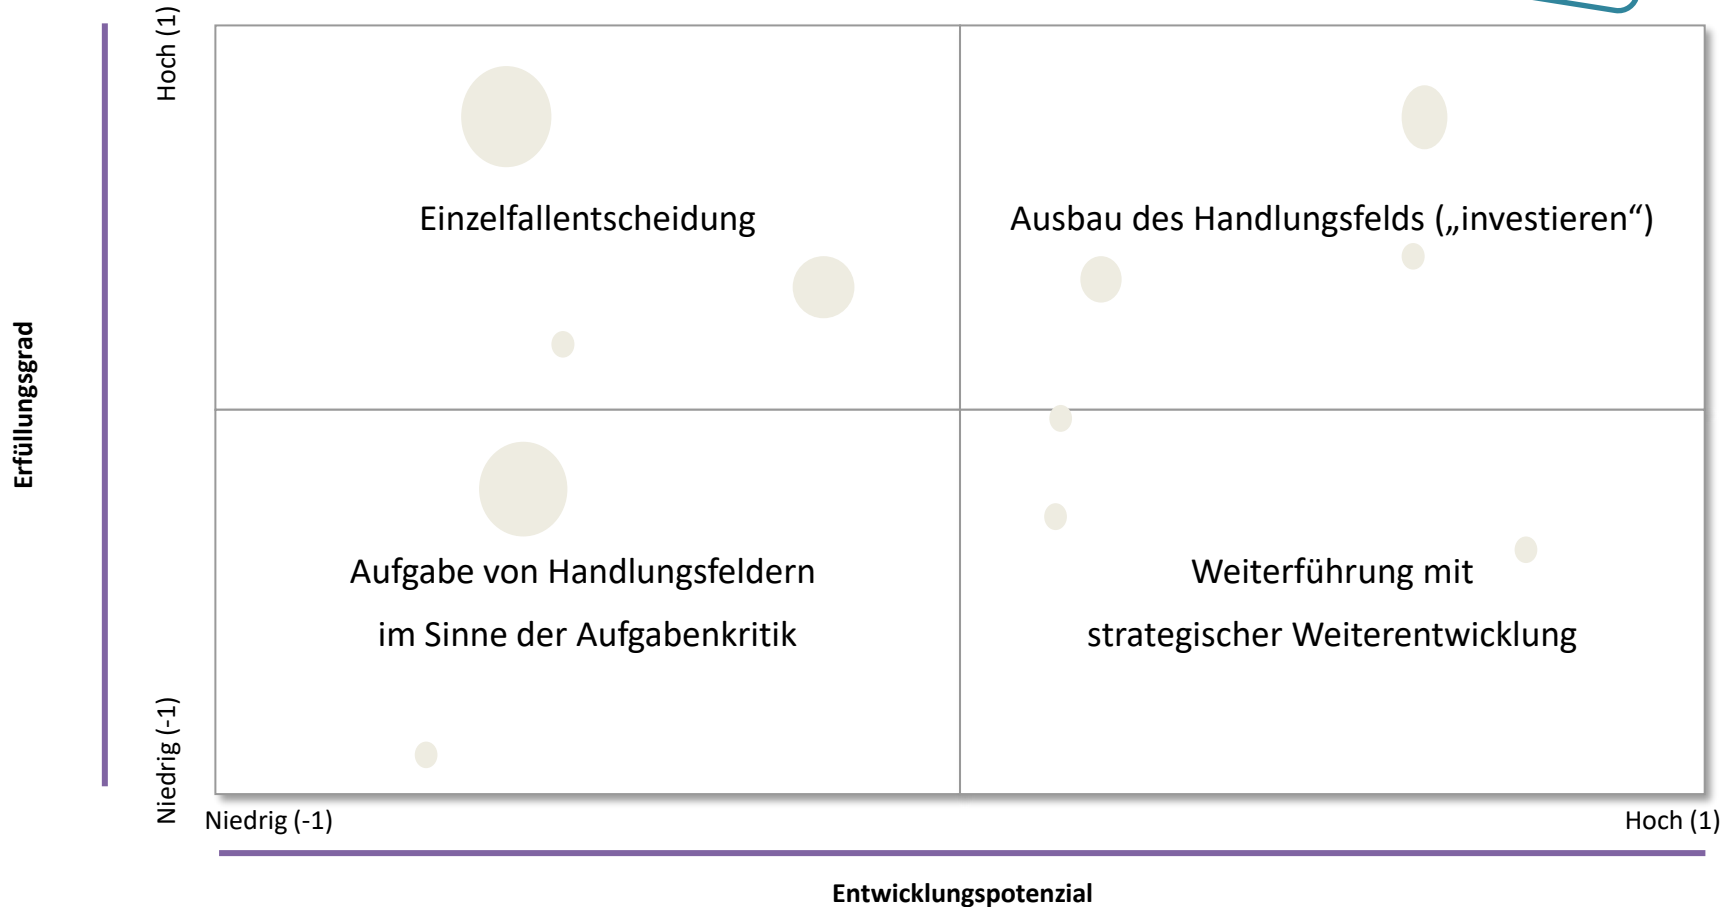 Hoch (1)
Einzelfallentscheidung
Ausbau des Handlungsfelds („investieren“)
Erfüllungsgrad
Aufgabe von Handlungsfeldern
im Sinne der Aufgabenkritik
Weiterführung mit
strategischer Weiterentwicklung
Niedrig (-1)
Niedrig (-1)
Hoch (1)
Entwicklungspotenzial